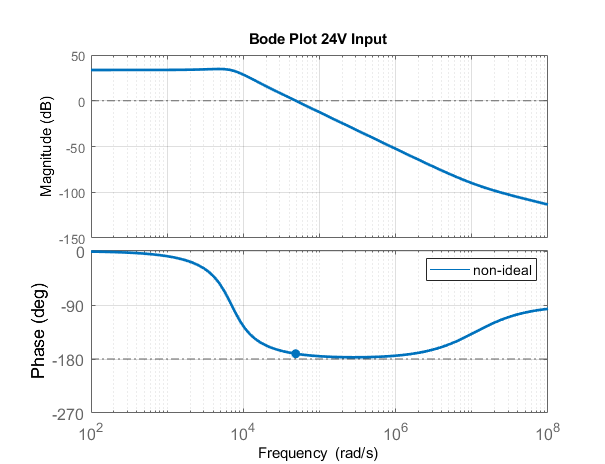 Bode Plot 24V Input
50
0
-50
-100
-150
Magnitude (dB)
0
-90
-180
-270
Phase (deg)
non-ideal
10^2
10^4
10^6
10^8
Frequency (rad/s)